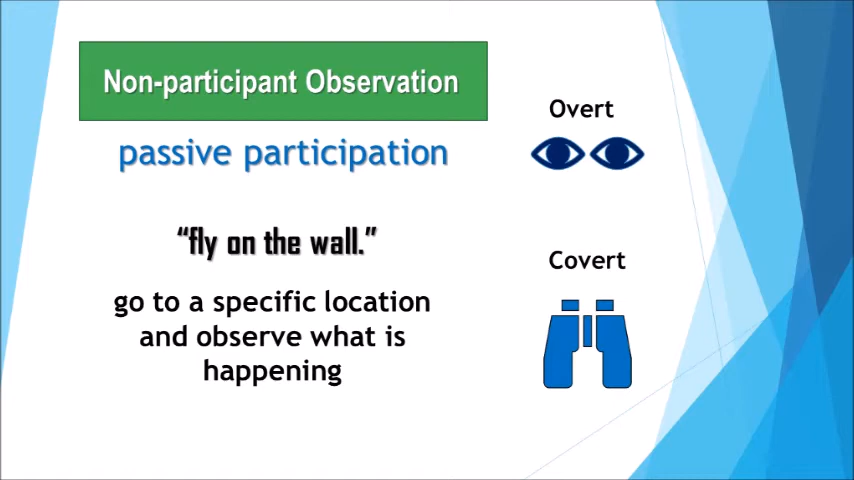 Non-participant Observation
passive participation
“fly on the wall.”
go to a specific location
and observe what is
happening
Overt
Covert